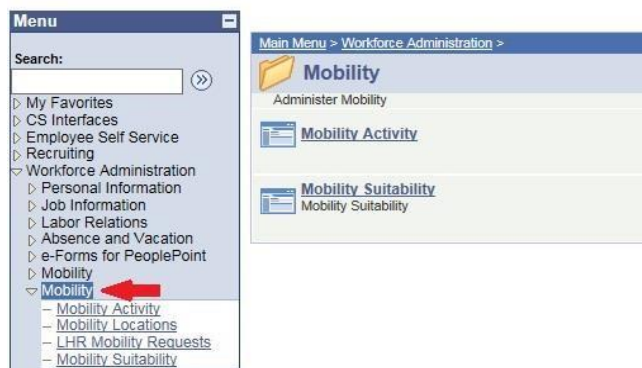 Menu
Search:
My Favorites
CS Interfaces
Employee Self Service
Recruiting
Workforce Administration
Personal Information
Job Information
Labor Relations
Absence and Vacation
e-Forms for PeoplePoint
Mobility
Mobility
– Mobility Activity
– Mobility Locations
– LHR Mobility Requests
– Mobility Suitability
Main Menu > Workforce Administration >
Mobility
Administer Mobility
Mobility Activity
Mobility Suitability
Mobility Suitability